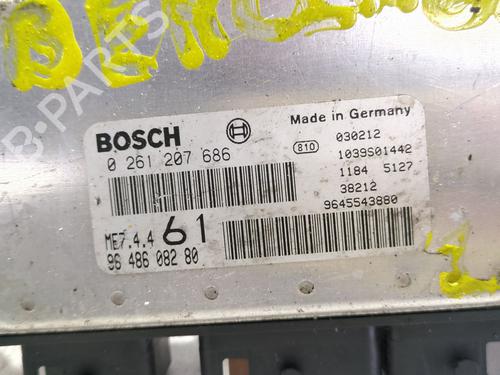 B-PARTS
BOSCH
0 261 207 686
Made in Germany
810
030212
1039S01442
1184 5127
38212
9645543880
ME7.4.4 61
96 486 082 80